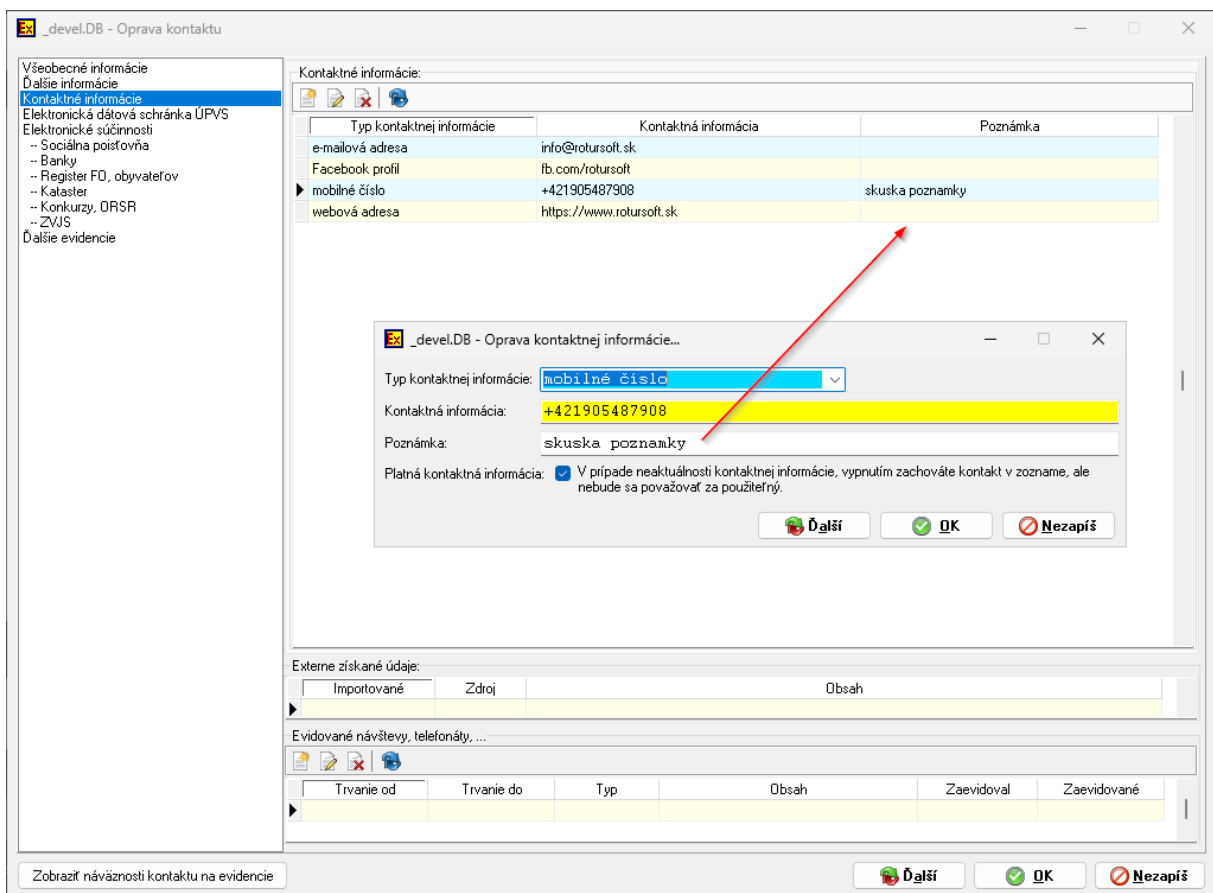 Ex _devel.DB - Oprava kontaktu
Všeobecné informácie
Ďalšie informácie
Kontaktné informácie
Elektronická dátová schránka ÚPVS
Elektronické súčinnosti
-- Sociálna poisťovňa
-- Banky
-- Register FO, obyvateľov
-- Kataster
-- Konkurzy, ORSR
-- ZVJS
Ďalšie evidencie
Kontaktné informácie:
Typ kontaktnej informácie Kontaktná informácia Poznámka
e-mailová adresa info@rotursoft.sk
Facebook profil fb.com/rotursoft
mobilné číslo +421905487908 skuska poznamky
webová adresa https://www.rotursoft.sk
Ex _devel.DB - Oprava kontaktnej informácie...
Typ kontaktnej informácie: mobilné číslo
Kontaktná informácia: +421905487908
Poznámka: skuska poznamky
Platná kontaktná informácia: V prípade neaktuálnosti kontaktnej informácie, vypnutím zachováte kontakt v zozname, ale
nebude sa považovať za použiteľný.
Ďalší OK Nezapíš
Externe získané údaje:
Importované Zdroj Obsah
Evidované návštevy, telefonáty, ...
Trvanie od Trvanie do Typ Obsah Zaevidoval Zaevidované
Zobraziť náväznosti kontaktu na evidencie Ďalší OK Nezapíš